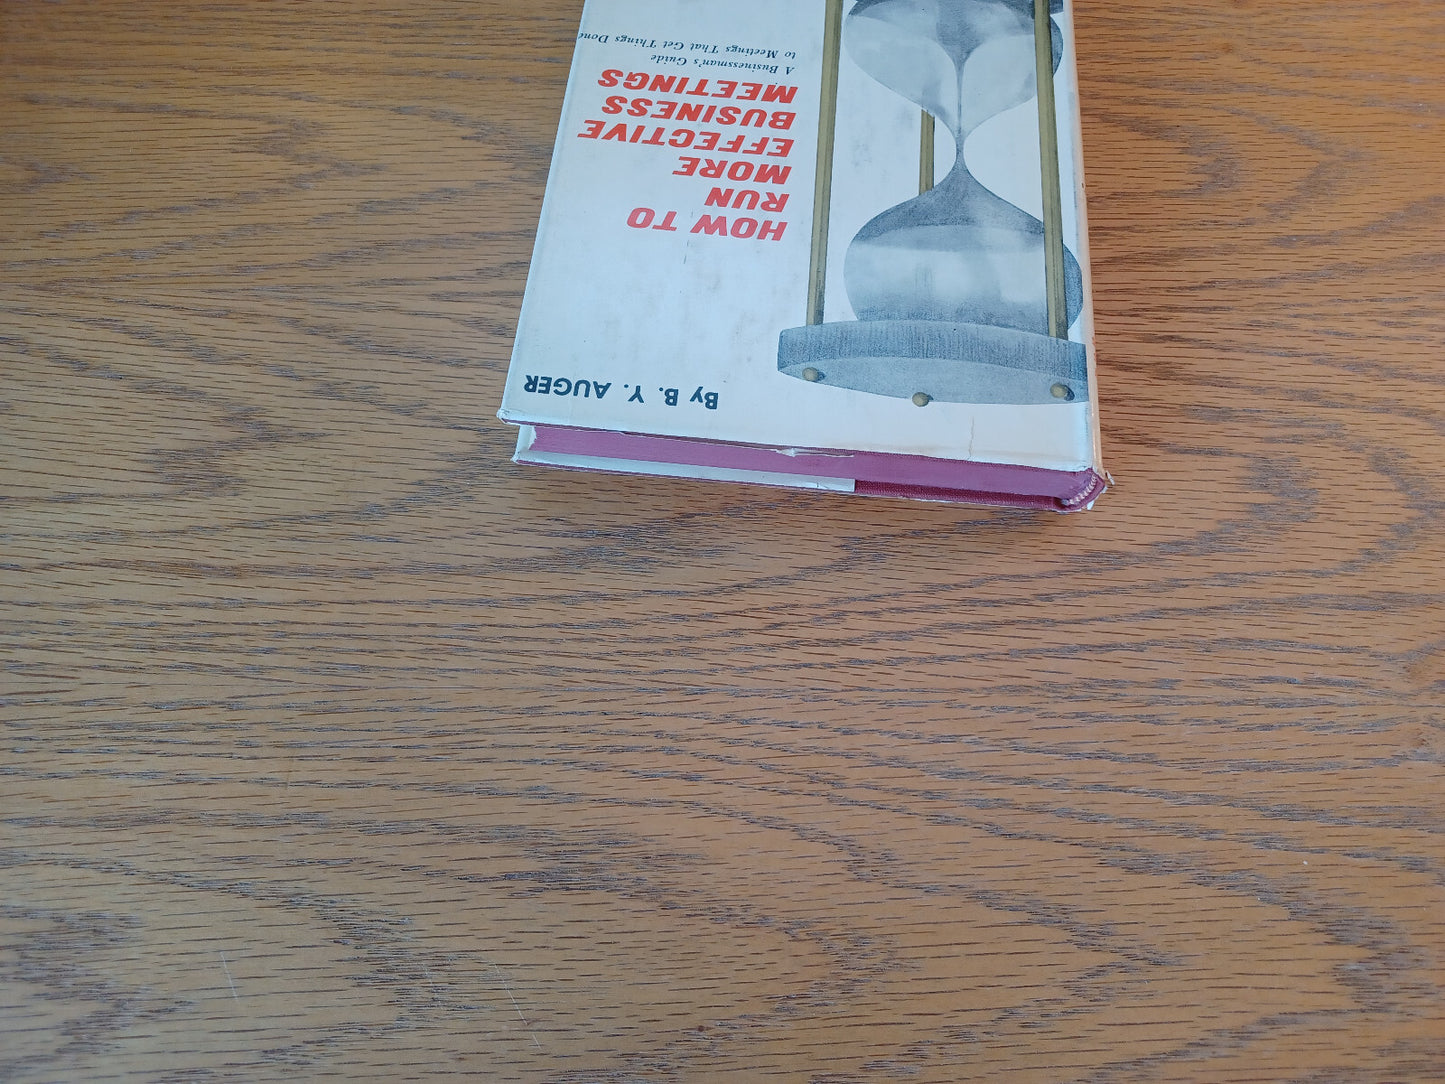 HOW TO
RUN
MORE
EFFECTIVE
BUSINESS
MEETINGS
A Businessman's Guide
to Meetings That Get Things Done
By B. Y. AUGER